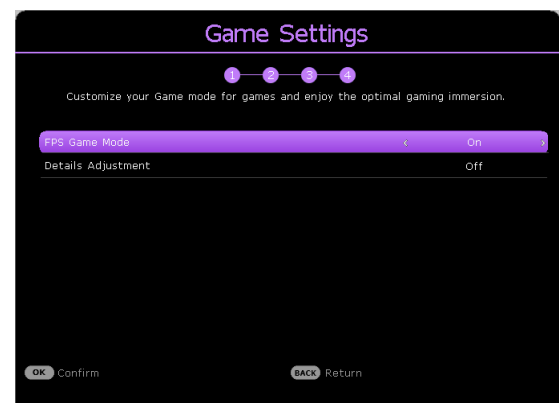 Game Settings
1 2 3 4
Customize your Game mode for games and enjoy the optimal gaming immersion.
FPS Game Mode ‹ On ›
Details Adjustment Off
OK Confirm BACK Return